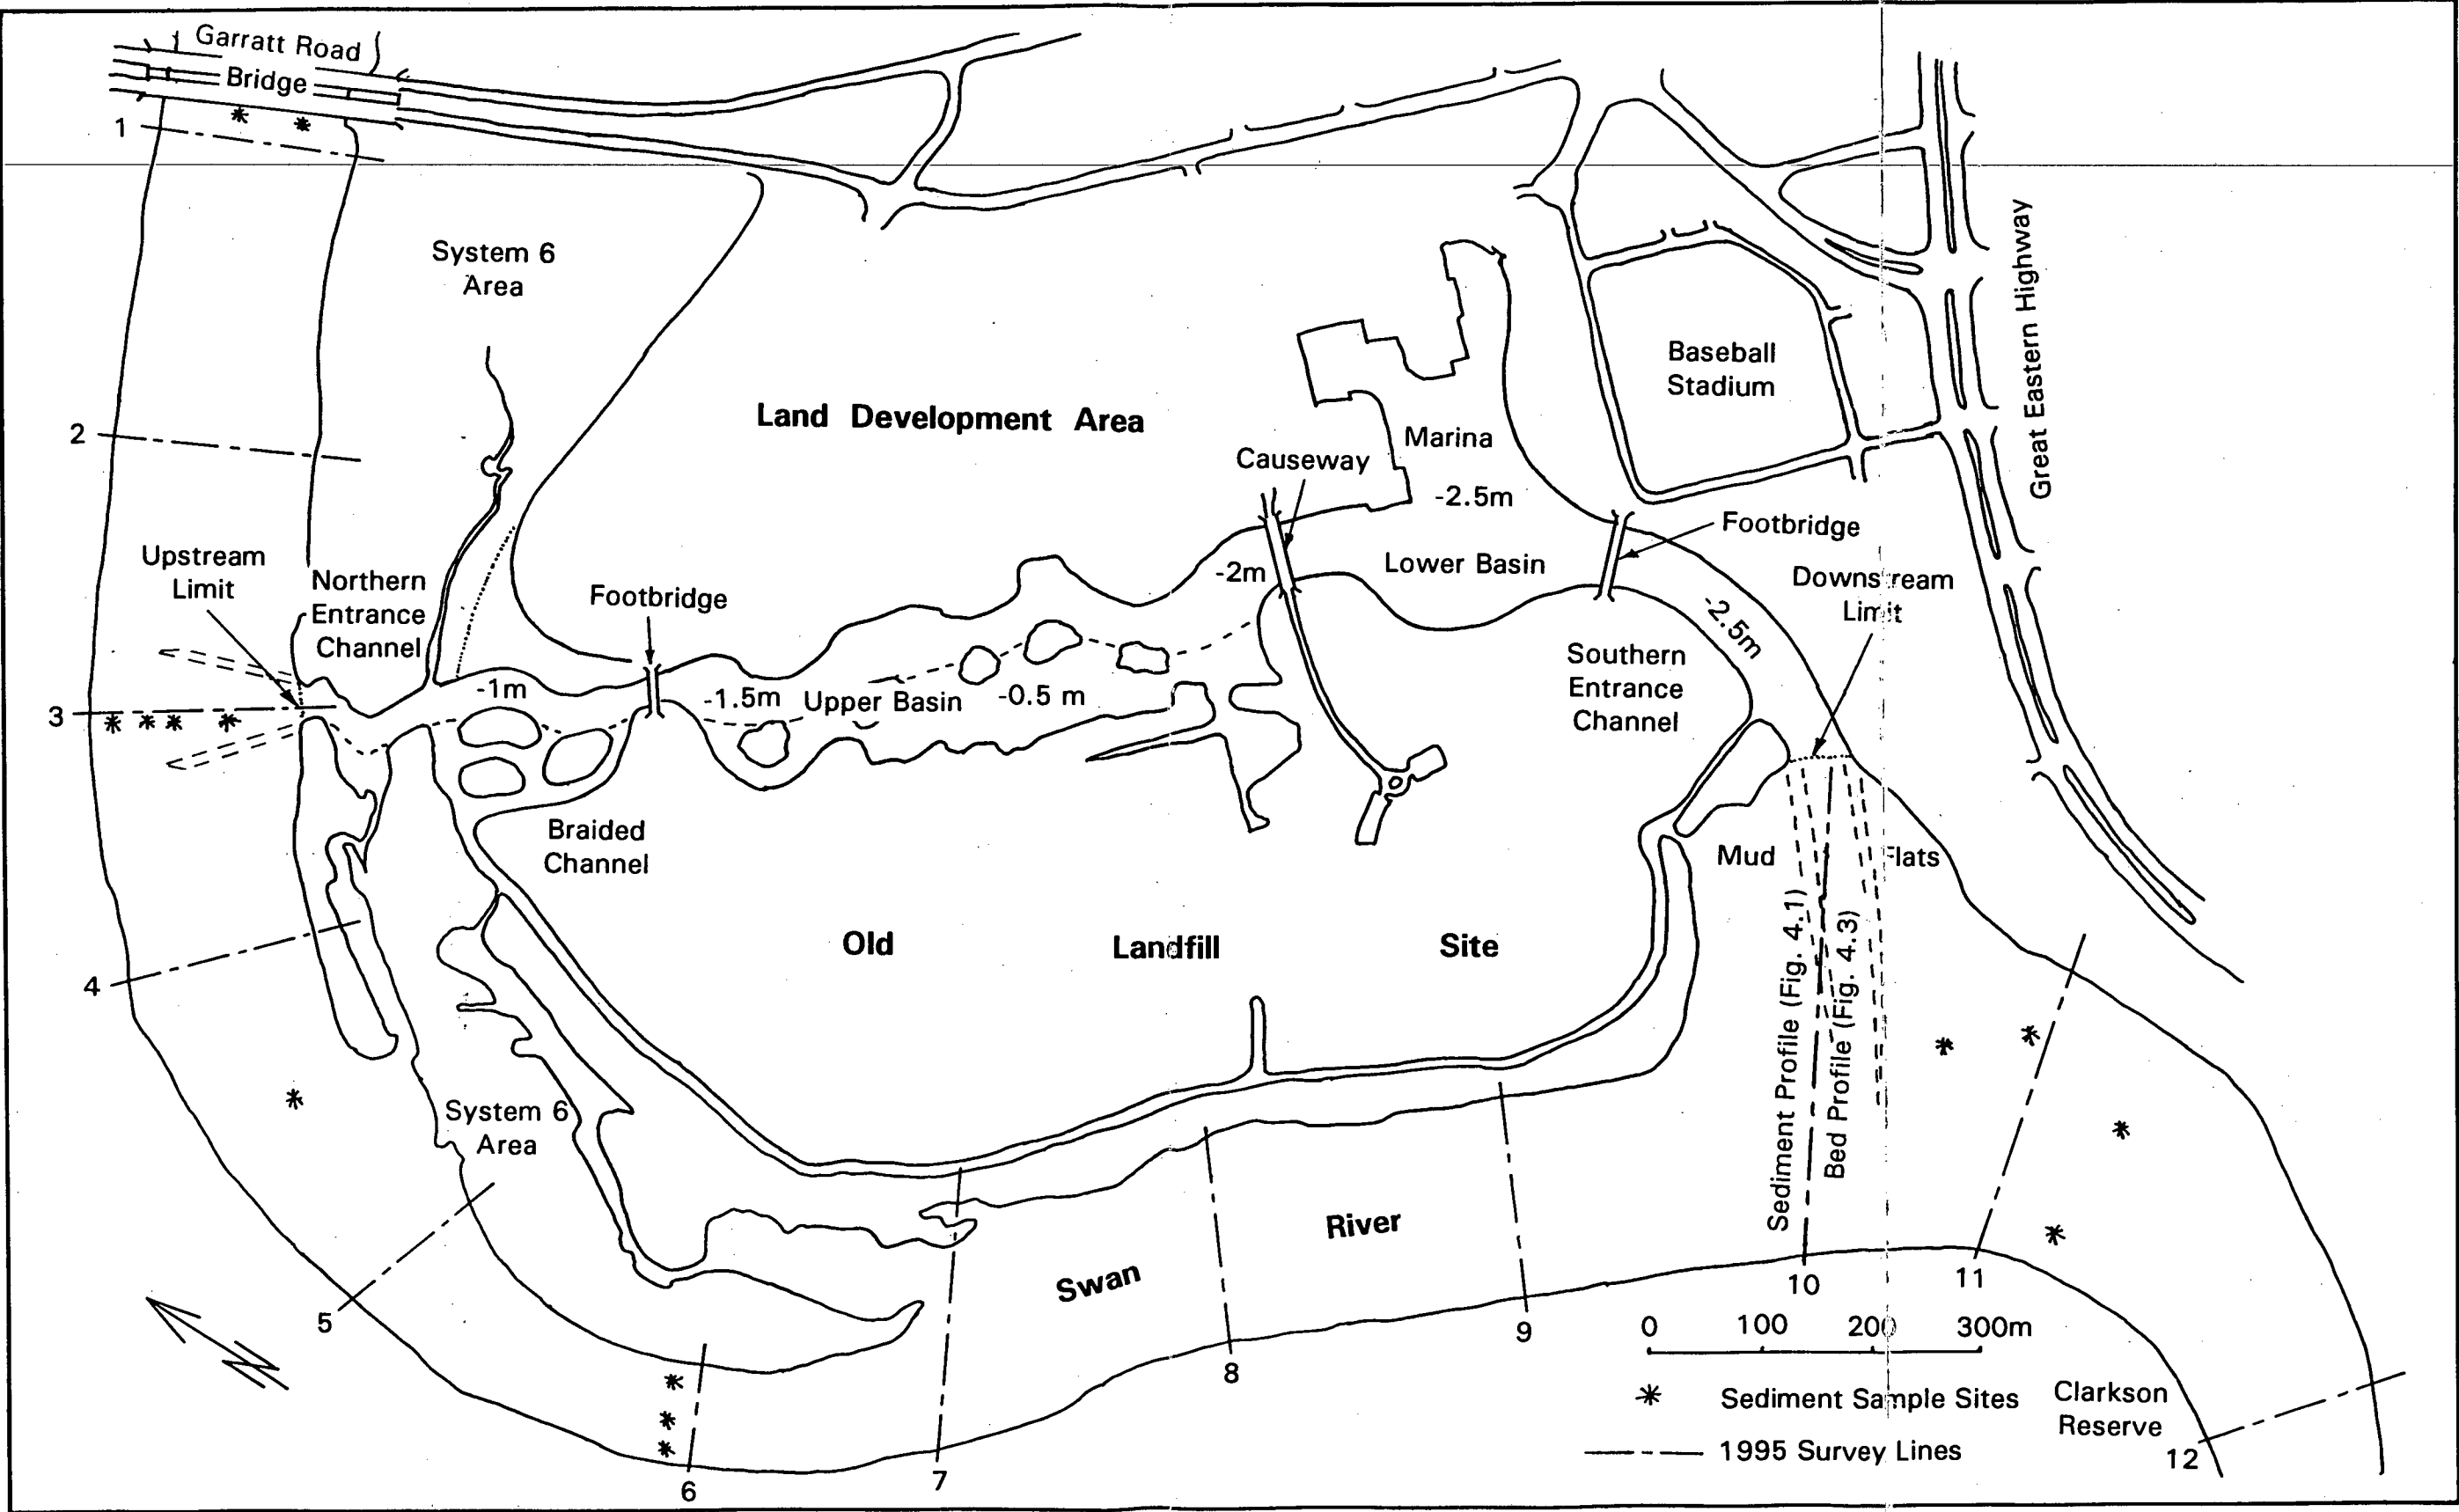 Garratt Road
Bridge
1
System 6
Area
Great Eastern Highway
Baseball
Stadium
Land Development Area
2
Marina
Causeway
-2.5m
Footbridge
Upstream
Limit
Northern
Entrance
Channel
Footbridge
-2m
Lower Basin
Downstream
Limit
-2.5m
Southern
Entrance
Channel
-1m
-1.5m
Upper Basin
-0.5 m
3
Braided
Channel
Mud Flats
Old Landfill Site
4
Sediment Profile (Fig. 4.1)
Bed Profile (Fig. 4.3)
System 6
Area
River
Swan
5
10
11
9
0 100 200 300m
8
Sediment Sample Sites
Clarkson
Reserve
1995 Survey Lines
12
7
6
N